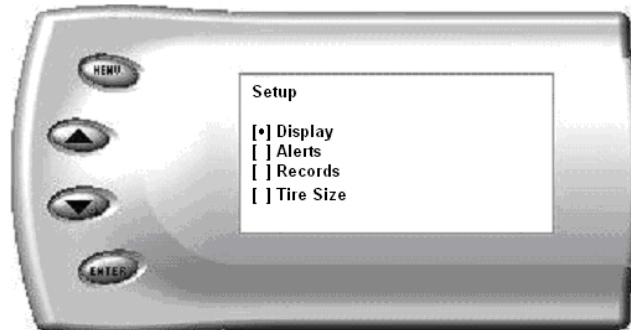 MENU
Setup
[•] Display
[ ] Alerts
[ ] Records
[ ] Tire Size
ENTER